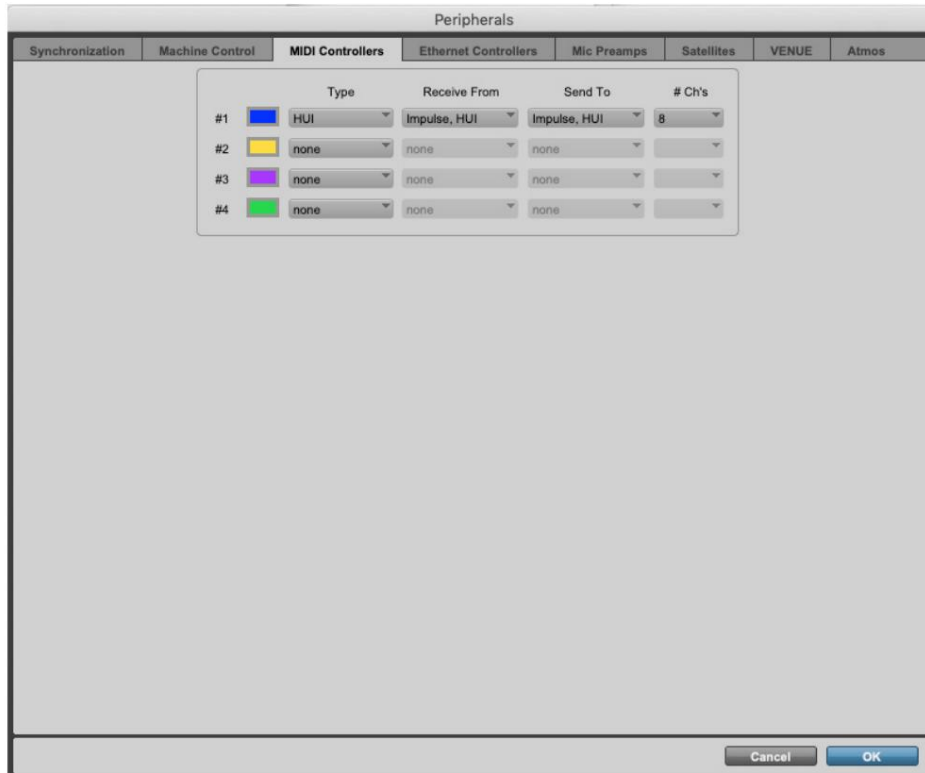 Peripherals
Synchronization Machine Control MIDI Controllers Ethernet Controllers Mic Preamps Satellites VENUE Atmos
Type Receive From Send To # Ch's
#1 HUI Impulse, HUI Impulse, HUI 8
#2 none none none
#3 none none none
#4 none none none
Cancel OK